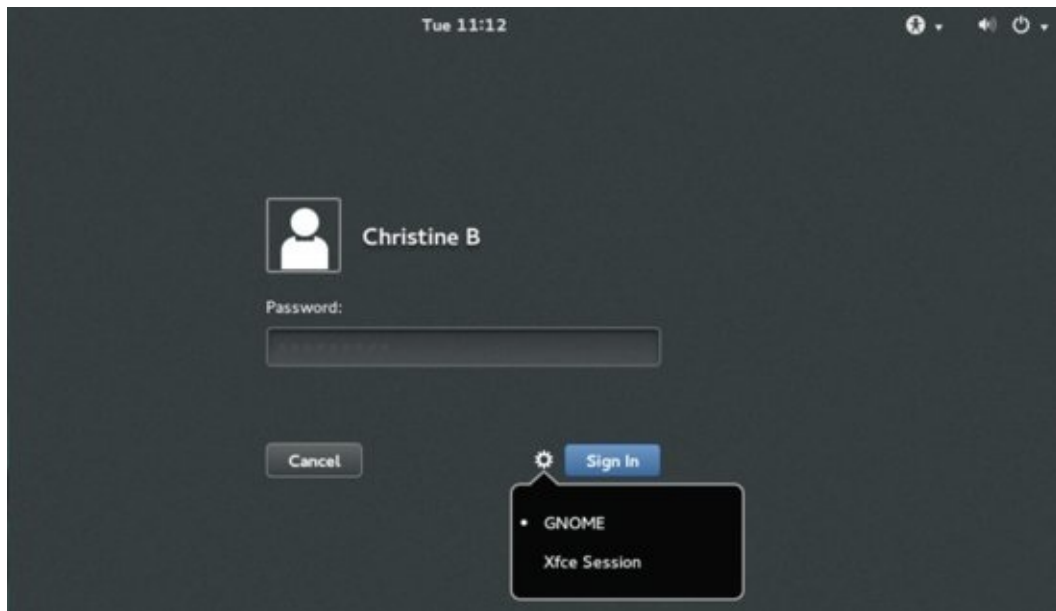 Tue 11:12
Christine B
Password:
Cancel
Sign In
GNOME
Xfce Session